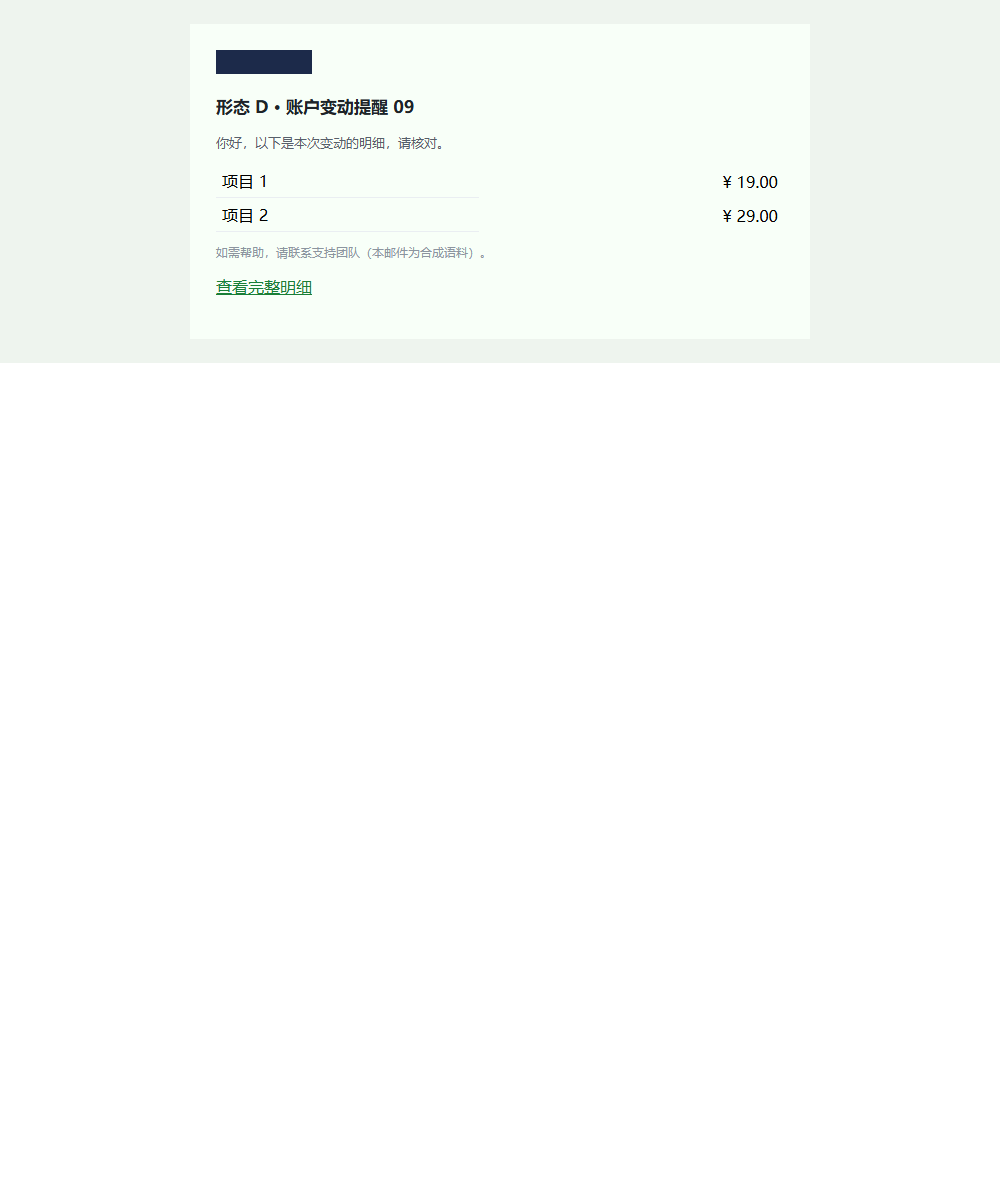 形态 D · 账户变动提醒 09
你好，以下是本次变动的明细，请核对。
项目 1 ¥ 19.00
项目 2 ¥ 29.00
如需帮助，请联系支持团队（本邮件为合成语料）。
查看完整明细